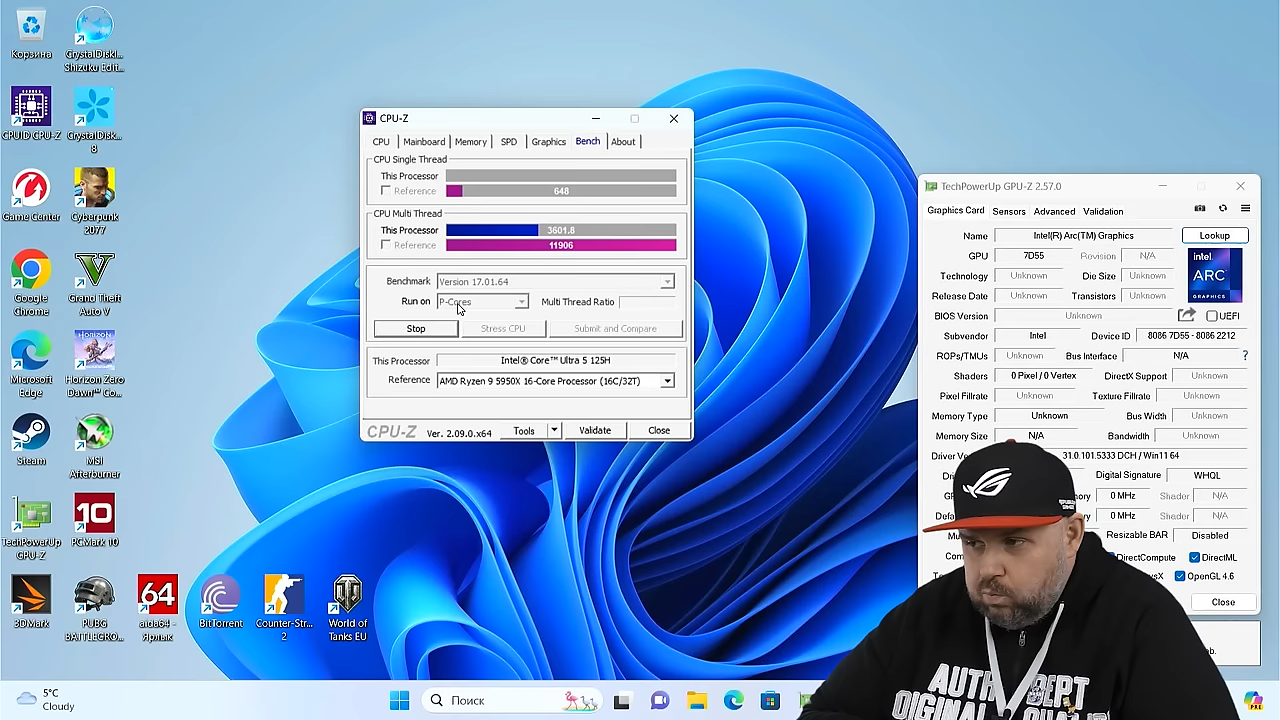 Корзина
CrystalDiskI...
Shizuku Edit...
CPUID CPU-Z
CrystalDisk...
8
Game Center
Cyberpunk
2077
Google
Chrome
Grand Theft
Auto V
Microsoft
Edge
Horizon Zero
Dawn™ Co...
Steam
MSI
Afterburner
TechPowerUp
GPU-Z
10
PCMark 10
3DMark
PUBG
BATTLEGRO...
64
aida64 -
Ярлык
BitTorrent
Counter-Str...
2
World of
Tanks EU
CPU-Z
CPU Mainboard Memory SPD Graphics Bench About
CPU Single Thread
This Processor
Reference 648
CPU Multi Thread
This Processor 3601.8
Reference 11906
Benchmark Version 17.01.64
Run on P-Cores Multi Thread Ratio
Stop Stress CPU Submit and Compare
This Processor Intel® Core™ Ultra 5 125H
Reference AMD Ryzen 9 5950X 16-Core Processor (16C/32T)
CPU-Z Ver. 2.09.0.x64 Tools Validate Close
TechPowerUp GPU-Z 2.57.0
Graphics Card Sensors Advanced Validation
Name Intel(R) Arc(TM) Graphics Lookup
GPU 7D55 Revision N/A
intel.
ARC
GRAPHICS
Technology Unknown Die Size Unknown
Release Date Unknown Transistors Unknown
BIOS Version Unknown UEFI
Subvendor Intel Device ID 8086 7D55 - 8086 2212
ROPs/TMUs Unknown Bus Interface N/A ?
Shaders 0 Pixel / 0 Vertex DirectX Support Unknown
Pixel Fillrate Unknown Texture Fillrate Unknown
Memory Type Unknown Bus Width Unknown
Memory Size N/A Bandwidth Unknown
Driver Ve 31.0.101.5333 DCH / Win11 64
Digital Signature WHQL
0 MHz Shader N/A
0 MHz Shader N/A
Resizable BAR Disabled
DirectCompute DirectML
OpenGL 4.6
Close
5°C
Поиск
AUTH DEPT
ORIGINAL